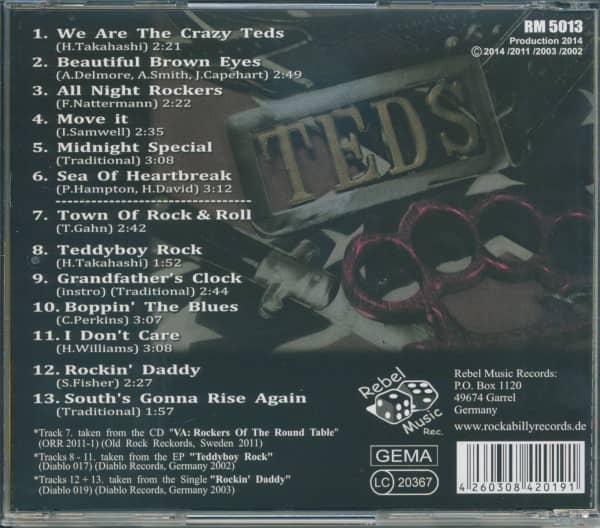 1. We Are The Crazy Teds
(H.Takahashi) 2:21
2. Beautiful Brown Eyes
(A.Delmore, A.Smith, J.Capehart) 2:49
3. All Night Rockers
(F.Nattermann) 2:22
4. Move it
(I.Samwell) 2:35
5. Midnight Special
(Traditional) 3:08
6. Sea Of Heartbreak
(P.Hampton, H.David) 3:12
7. Town Of Rock & Roll
(T.Gahn) 2:42
8. Teddyboy Rock
(H.Takahashi) 1:52
9. Grandfather's Clock
(instro) (Traditional) 2:44
10. Boppin' The Blues
(C.Perkins) 3:07
11. I Don't Care
(H.Williams) 3:08
12. Rockin' Daddy
(S.Fisher) 2:27
13. South's Gonna Rise Again
(Traditional) 1:57
*Track 7. taken from the CD "VA: Rockers Of The Round Table"
(ORR 2011-1) (Old Rock Reckords, Sweden 2011)
*Tracks 8 - 11. taken from the EP "Teddyboy Rock"
(Diablo 017) (Diablo Records, Germany 2002)
*Tracks 12 + 13. taken from the Single "Rockin' Daddy"
(Diablo 019) (Diablo Records, Germany 2003)
RM 5013
Production 2014
© 2014 /2011 /2003 /2002
TEDS
Rebel
Music
Rec.
Rebel Music Records:
P.O. Box 1120
49674 Garrel
Germany
www.rockabillyrecords.de
GEMA
LC 20367
4 260308 420191